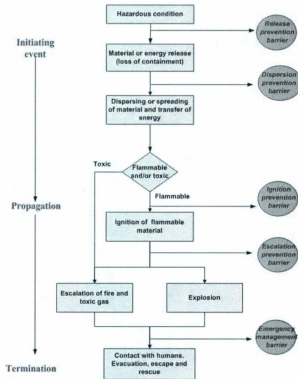 Hazardous condition
Initiating
event
Release
prevention
barrier
Material or energy release
(loss of containment)
Dispersion
prevention
barrier
Dispersing or spreading
of material and transfer of
energy
Toxic
Flammable
and/or toxic
Flammable
Ignition
prevention
barrier
Propagation
Ignition of flammable
material
Escalation
prevention
barrier
Escalation of fire and
toxic gas
Explosion
Emergency
management
barrier
Termination
Contact with humans.
Evacuation, escape and
rescue